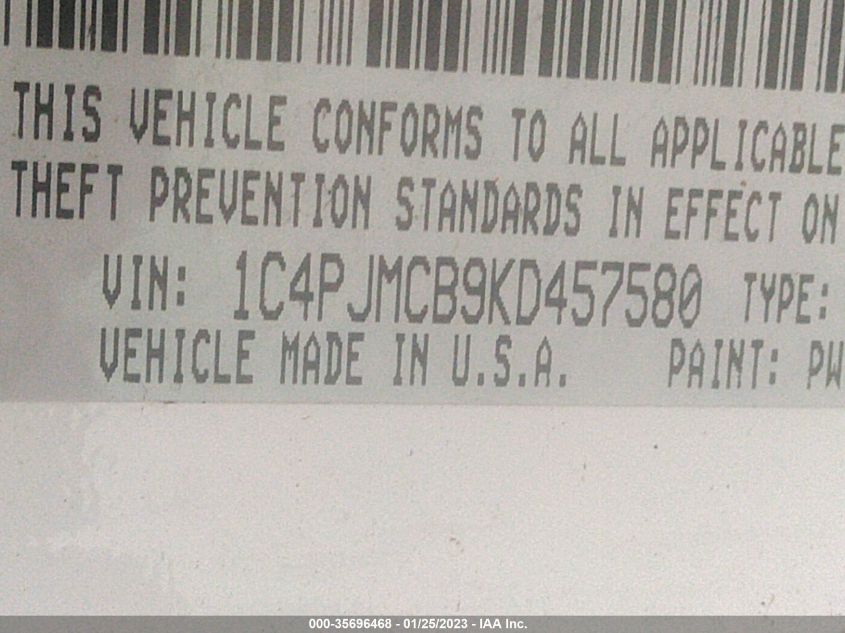 THIS VEHICLE CONFORMS TO ALL APPLICABLE
THEFT PREVENTION STANDARDS IN EFFECT ON
VIN: 1C4PJMCB9KD457580 TYPE:
VEHICLE MADE IN U.S.A. PAINT: PW
000-35696468 - 01/25/2023 - IAA Inc.